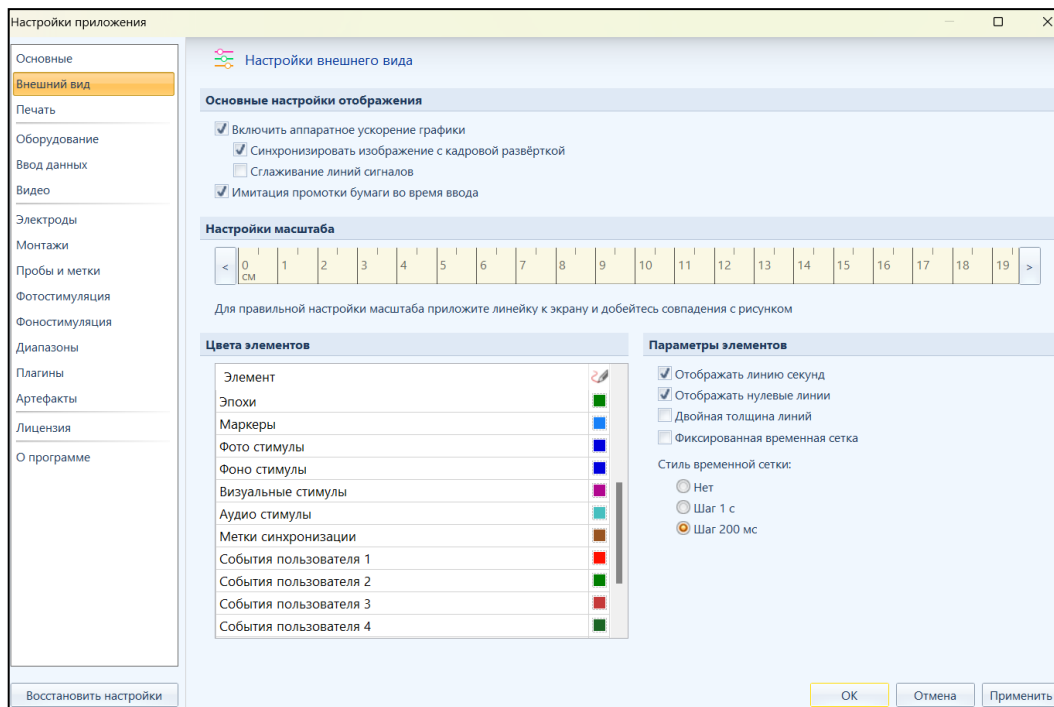 Настройки приложения
Основные
Внешний вид
Печать
Оборудование
Ввод данных
Видео
Электроды
Монтажи
Пробы и метки
Фотостимуляция
Фоностимуляция
Диапазоны
Плагины
Артефакты
Лицензия
О программе
Восстановить настройки
Настройки внешнего вида
Основные настройки отображения
Включить аппаратное ускорение графики
Синхронизировать изображение с кадровой развёрткой
Сглаживание линий сигналов
Имитация промотки бумаги во время ввода
Настройки масштаба
< 0 1 2 3 4 5 6 7 8 9 10 11 12 13 14 15 16 17 18 19 >
см
Для правильной настройки масштаба приложите линейку к экрану и добейтесь совпадения с рисунком
Цвета элементов
Элемент
Эпохи
Маркеры
Фото стимулы
Фоно стимулы
Визуальные стимулы
Аудио стимулы
Метки синхронизации
События пользователя 1
События пользователя 2
События пользователя 3
События пользователя 4
Параметры элементов
Отображать линию секунд
Отображать нулевые линии
Двойная толщина линий
Фиксированная временная сетка
Стиль временной сетки:
Нет
Шаг 1 с
Шаг 200 мс
ОК Отмена Применить